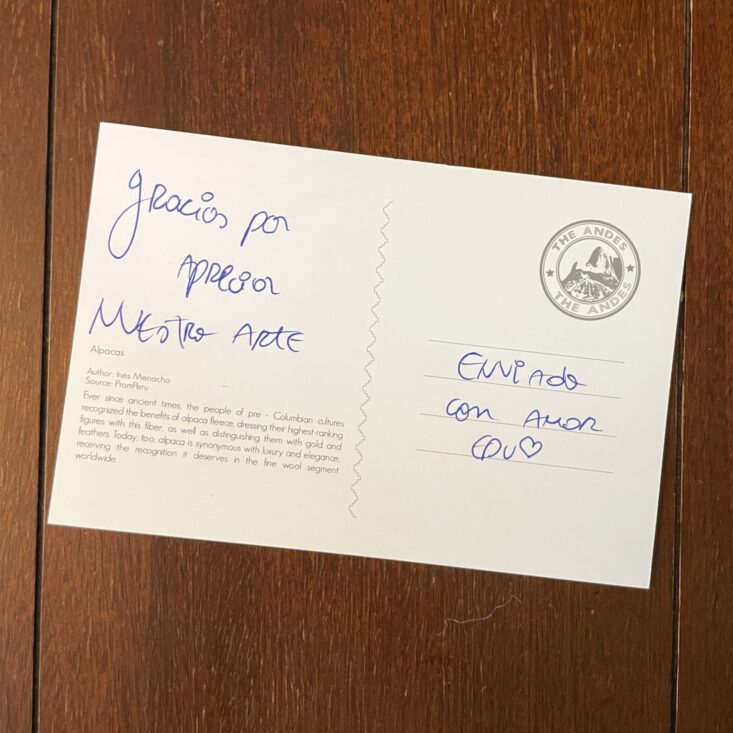 gracias por
apreciar
nuestro arte
Alpacas
Author: Inés Menacho
Source: PromPeru
Ever since ancient times, the people of pre - Columbian cultures
recognized the benefits of alpaca fleece, dressing their highest-ranking
figures with this fiber, as well as distinguishing them with gold and
feathers. Today, too, alpaca is synonymous with luxury and elegance,
receiving the recognition it deserves in the fine wool segment
worldwide.
THE ANDES
THE ANDES
Enviado
con amor
Edu♡